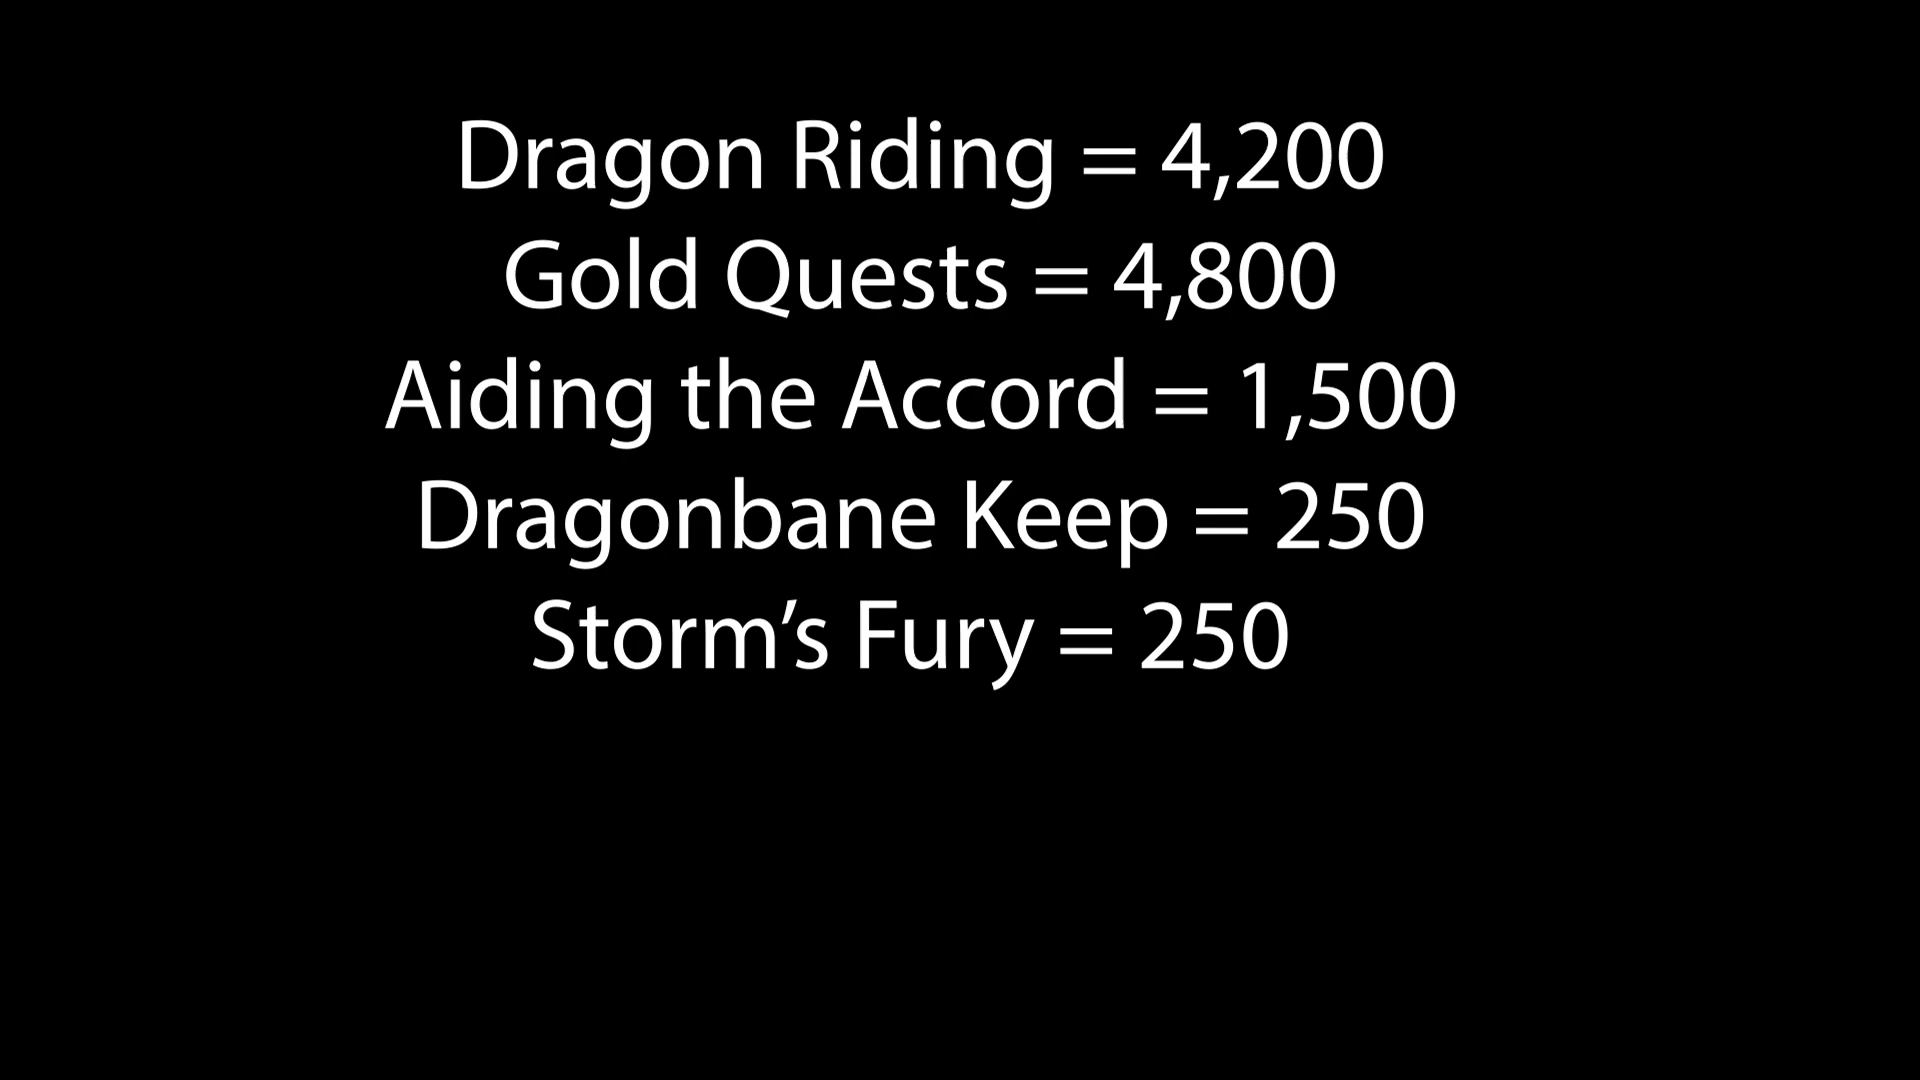 Dragon Riding = 4,200
Gold Quests = 4,800
Aiding the Accord = 1,500
Dragonbane Keep = 250
Storm’s Fury = 250